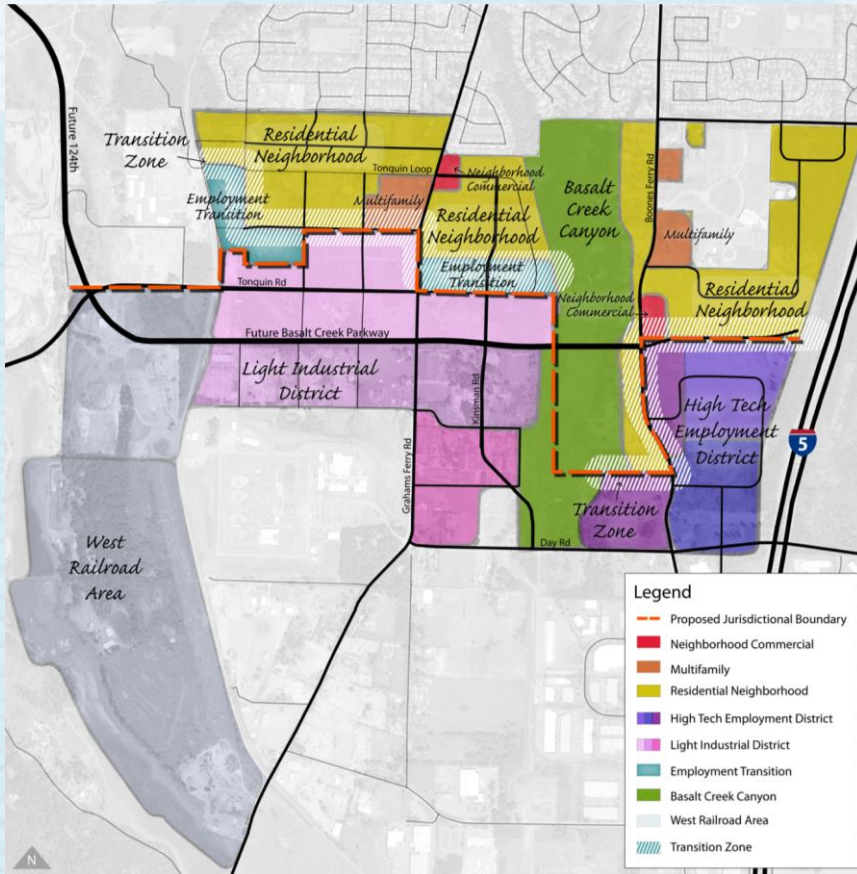 Future 124th
Transition
Zone
Residential
Neighborhood
Tonquin Loop
Neighborhood
Commercial
Employment
Transition
Multifamily
Residential
Neighborhood
Basalt
Creek
Canyon
Boones Ferry Rd
Multifamily
Employment
Transition
Residential
Neighborhood
Neighborhood
Commercial
Tonquin Rd
Future Basalt Creek Parkway
Light Industrial
District
Kinsman Rd
Grahams Ferry Rd
High Tech
Employment
District
5
Transition
Zone
Day Rd
West
Railroad
Area
Legend
Proposed Jurisdictional Boundary
Neighborhood Commercial
Multifamily
Residential Neighborhood
High Tech Employment District
Light Industrial District
Employment Transition
Basalt Creek Canyon
West Railroad Area
Transition Zone
N